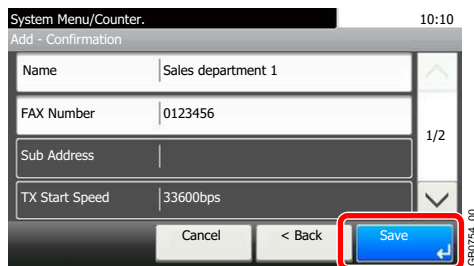 System Menu/Counter. 10:10
Add - Confirmation
Name Sales department 1
FAX Number 0123456
1/2
Sub Address
TX Start Speed 33600bps
Cancel < Back Save
GB0754_00